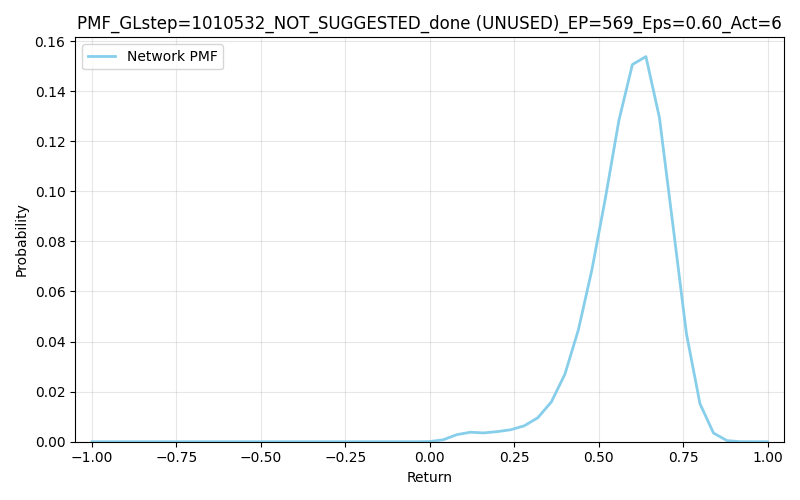 PMF_GLstep=1010532_NOT_SUGGESTED_done (UNUSED)_EP=569_Eps=0.60_Act=6
Network PMF
0.16
0.14
0.12
0.10
0.08
0.06
0.04
0.02
0.00
Probability
−1.00 −0.75 −0.50 −0.25 0.00 0.25 0.50 0.75 1.00
Return